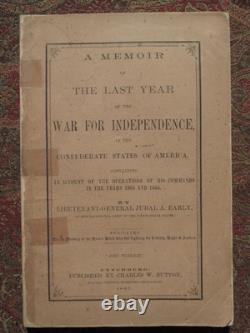 A MEMOIR
OF
THE LAST YEAR
OF THE
WAR FOR INDEPENDENCE,
IN THE
CONFEDERATE STATES OF AMERICA,
CONTAINING
AN ACCOUNT OF THE OPERATIONS OF HIS COMMANDS
IN THE YEARS 1864 AND 1865,
BY
LIEUTENANT-GENERAL JUBAL A. EARLY,
LYNCHBURG:
PUBLISHED BY CHARLES W. BUTTON,
1867.
© hmmar